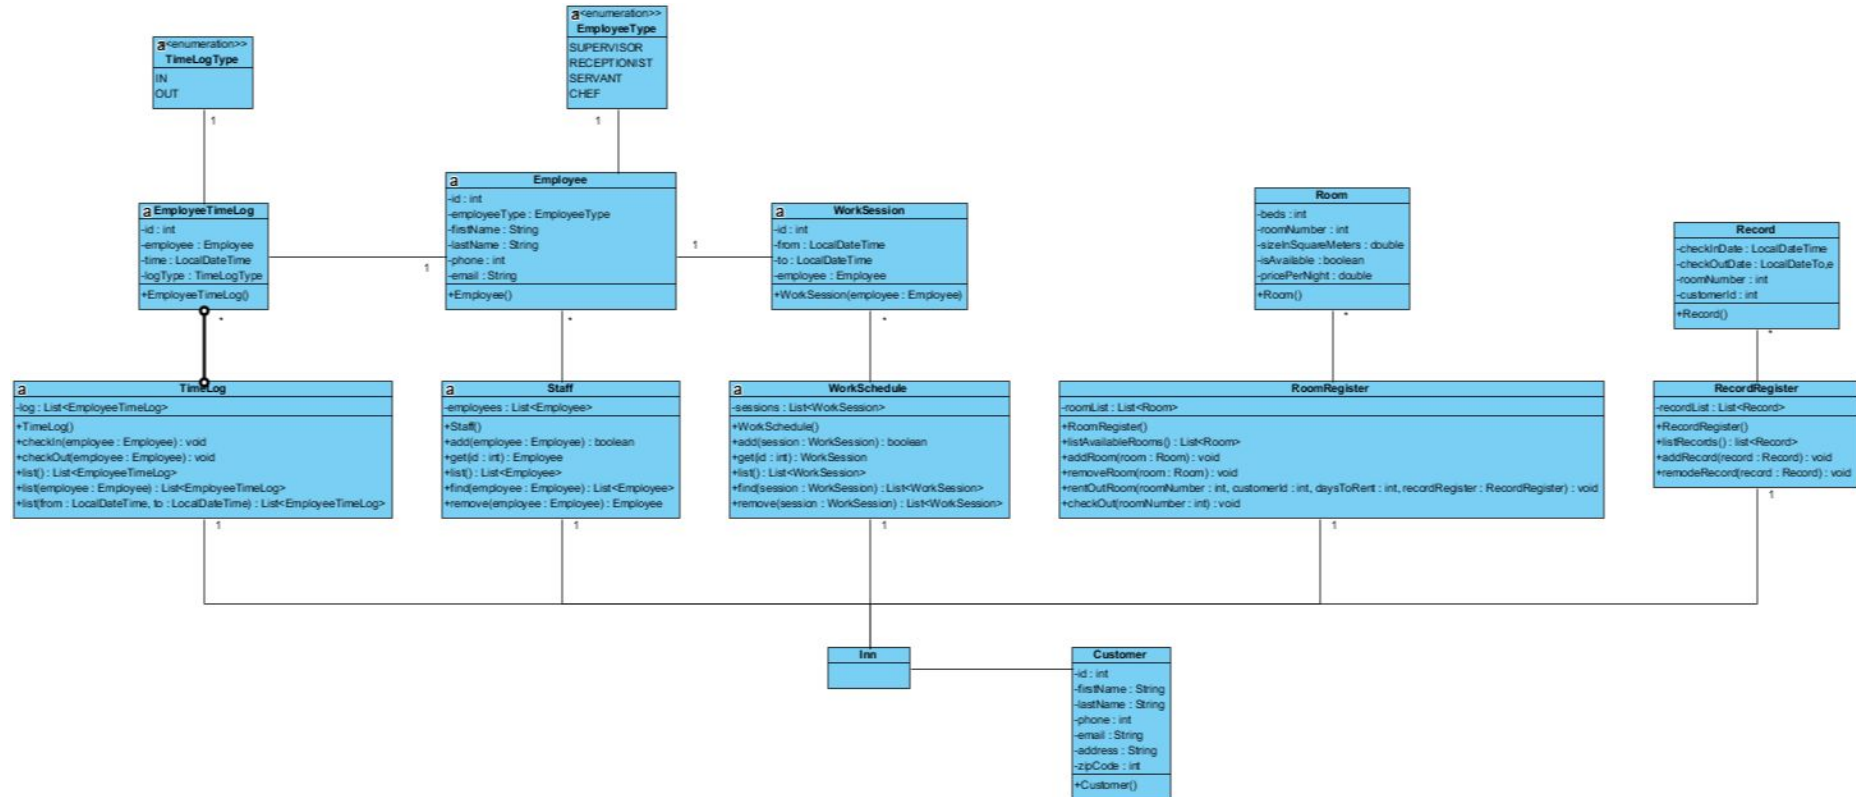 a
<<enumeration>>
EmployeeType
SUPERVISOR
RECEPTIONIST
SERVANT
CHEF
1
a
<enumeration>>
TimeLogType
IN
OUT
1
a
Employee
-id : int
-employeeType : EmployeeType
-firstName : String
-lastName : String
-phone : int
-email : String
+Employee()
a EmployeeTimeLog
-id : int
-employee : Employee
-time : LocalDateTime
-logType : TimeLogType
+EmployeeTimeLog()
1
1
a
WorkSession
-id : int
-from : LocalDateTime
-to : LocalDateTime
-employee : Employee
+WorkSession(employee : Employee)
Room
-beds : int
-roomNumber : int
-sizeInSquareMeters : double
-isAvailable : boolean
-pricePerNight : double
+Room()
Record
-checkInDate : LocalDateTime
-checkOutDate : LocalDateTo,e
-roomNumber : int
-customerId : int
+Record()
*
*
*
*
*
a
TimeLog
-log : List<EmployeeTimeLog>
+TimeLog()
+checkIn(employee : Employee) : void
+checkOut(employee : Employee) : void
+list() : List<EmployeeTimeLog>
+list(employee : Employee) : List<EmployeeTimeLog>
+list(from : LocalDateTime, to : LocalDateTime) : List<EmployeeTimeLog>
1
a
Staff
-employees : List<Employee>
+Staff()
+add(employee : Employee) : boolean
+get(id : int) : Employee
+list() : List<Employee>
+find(employee : Employee) : List<Employee>
+remove(employee : Employee) : Employee
1
a
WorkSchedule
-sessions : List<WorkSession>
+WorkSchedule()
+add(session : WorkSession) : boolean
+get(id : int) : WorkSession
+list() : List<WorkSession>
+find(session : WorkSession) : List<WorkSession>
+remove(session : WorkSession) : List<WorkSession>
1
RoomRegister
-roomList : List<Room>
+RoomRegister()
+listAvailableRooms() : List<Room>
+addRoom(room : Room) : void
+removeRoom(room : Room) : void
+rentOutRoom(roomNumber : int, customerId : int, daysToRent : int, recordRegister : RecordRegister) : void
+checkOut(roomNumber : int) : void
1
RecordRegister
-recordList : List<Record>
+RecordRegister()
+listRecords() : list<Record>
+addRecord(record : Record) : void
+remodeRecord(record : Record) : void
1
Inn
Customer
-id : int
-firstName : String
-lastName : String
-phone : int
-email : String
-address : String
-zipCode : int
+Customer()